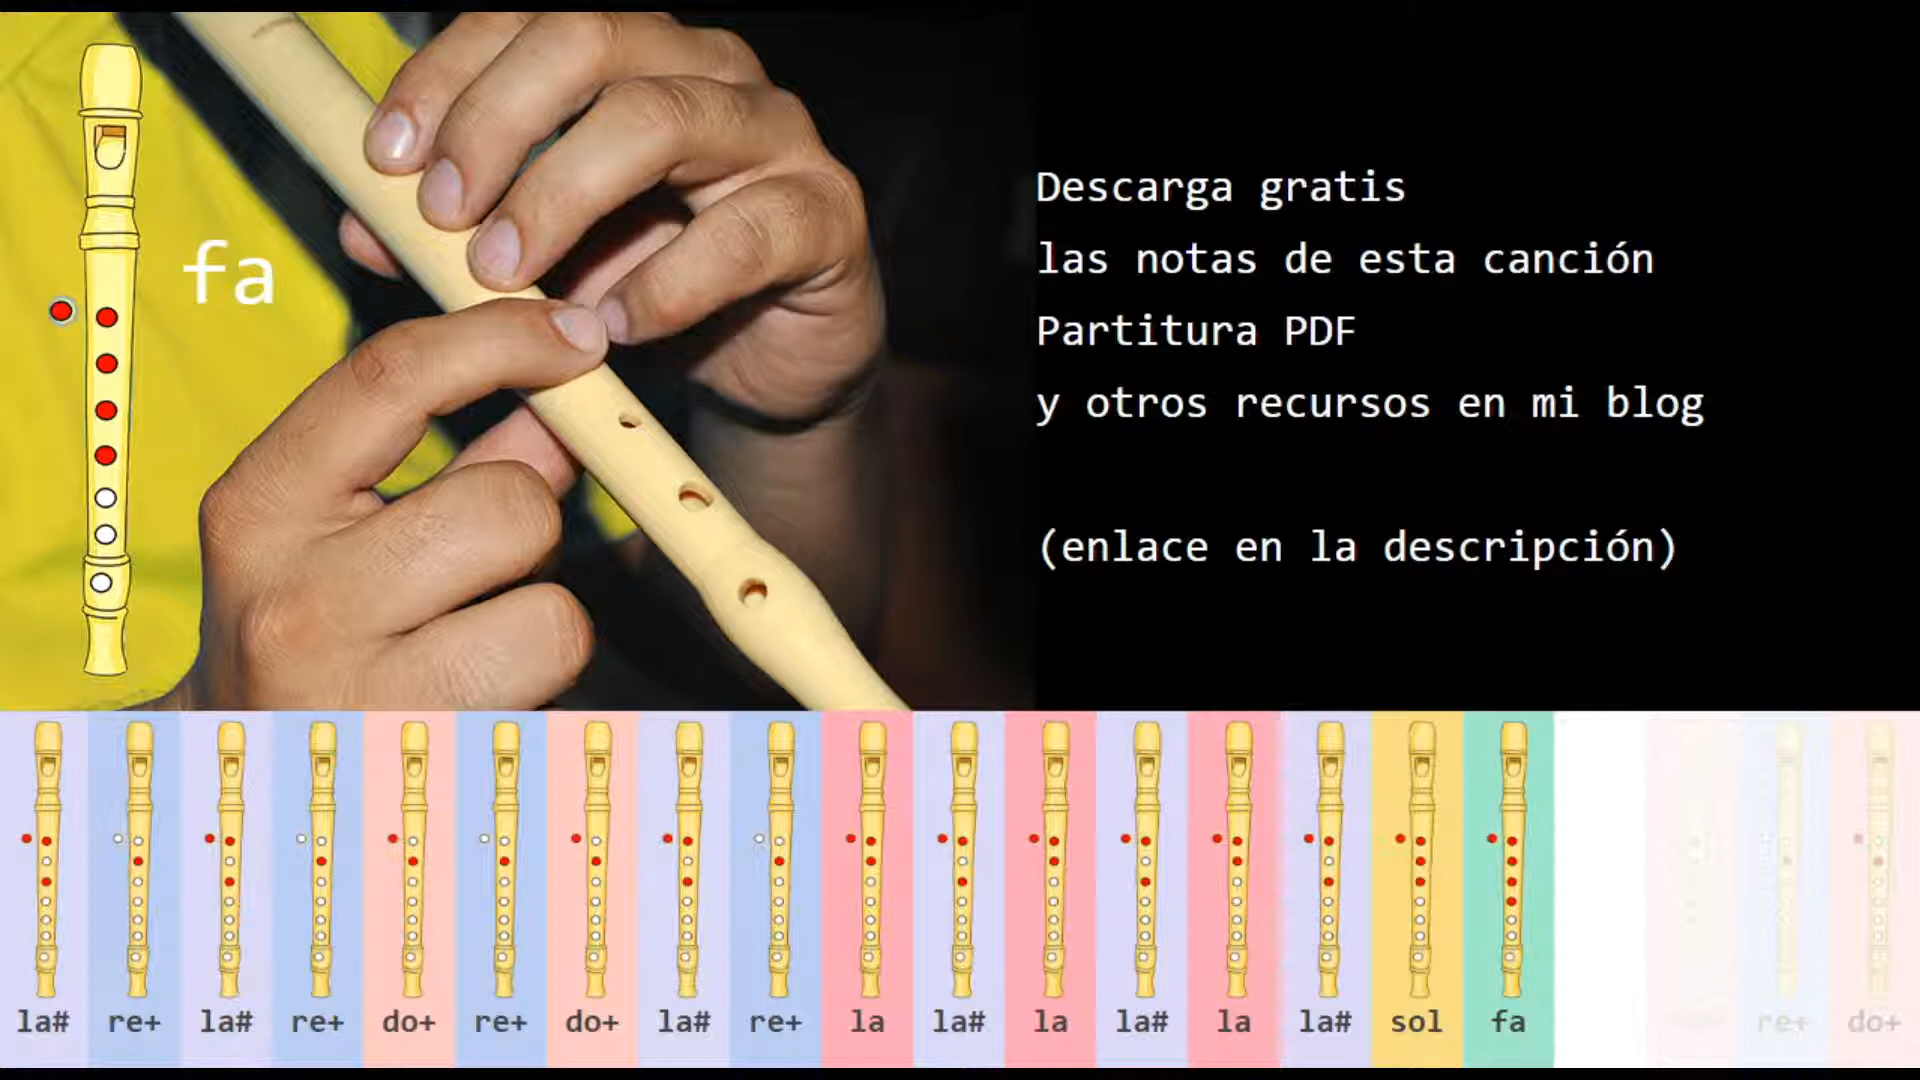 fa
Descarga gratis
las notas de esta canción
Partitura PDF
y otros recursos en mi blog
(enlace en la descripción)
la# re+ la# re+ do+ re+ do+ la# re+ la la# la la# la la# sol fa re+ do+